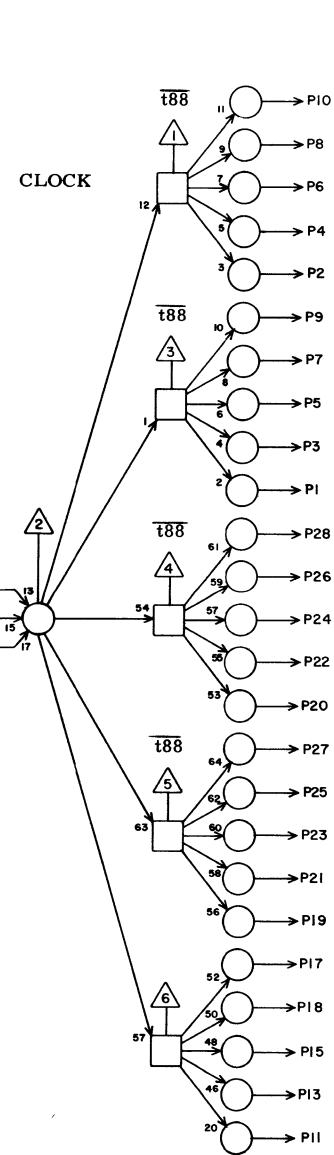 t88
11
P10
1
9
P8
CLOCK
7
P6
12
5
P4
3
P2
t88
10
P9
3
8
P7
6
P5
1
4
P3
2
P1
t88
61
P28
2
4
59
P26
13
54
57
P24
15
17
55
P22
53
P20
t88
64
P27
5
62
P25
63
60
P23
58
P21
56
P19
52
P17
6
50
P18
57
48
P15
46
P13
20
P11